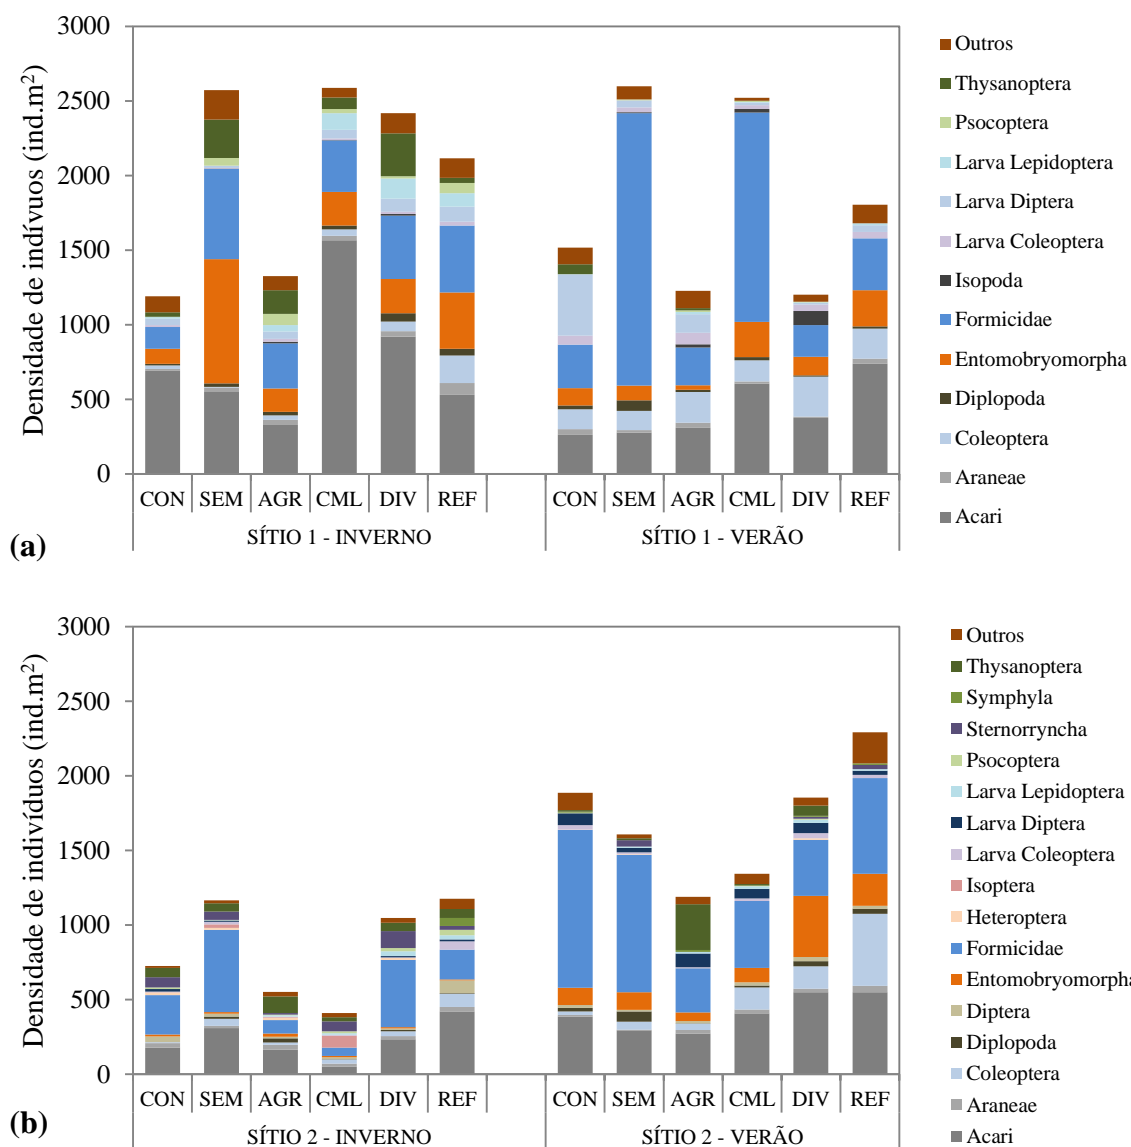 Densidade de indívuos (ind.m2)
3000
2500
2000
1500
1000
500
0
CON SEM AGR CML DIV REF CON SEM AGR CML DIV REF
SÍTIO 1 - INVERNO SÍTIO 1 - VERÃO
(a)
Outros
Thysanoptera
Psocoptera
Larva Lepidoptera
Larva Diptera
Larva Coleoptera
Isopoda
Formicidae
Entomobryomorpha
Diplopoda
Coleoptera
Araneae
Acari
Densidade de indivíduos (ind.m2)
3000
2500
2000
1500
1000
500
0
CON SEM AGR CML DIV REF CON SEM AGR CML DIV REF
SÍTIO 2 - INVERNO SÍTIO 2 - VERÃO
(b)
Outros
Thysanoptera
Symphyla
Sternorryncha
Psocoptera
Larva Lepidoptera
Larva Diptera
Larva Coleoptera
Isoptera
Heteroptera
Formicidae
Entomobryomorpha
Diptera
Diplopoda
Coleoptera
Araneae
Acari